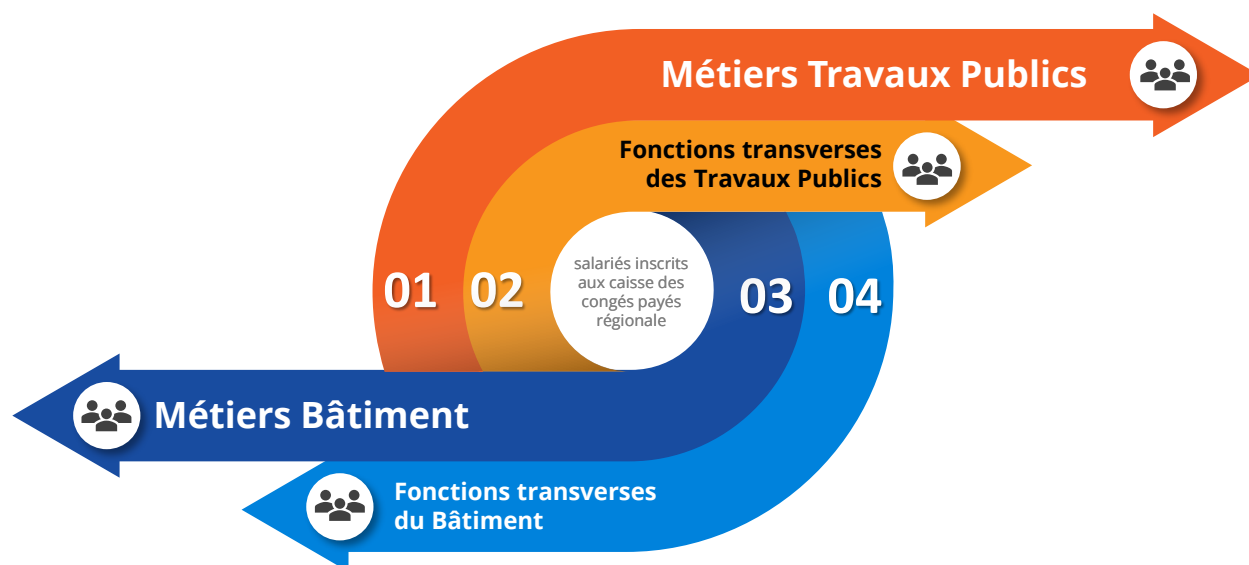 Métiers Travaux Publics
Fonctions transverses
des Travaux Publics
01
02
salariés inscrits
aux caisse des
congés payés
régionale
03
04
Métiers Bâtiment
Fonctions transverses
du Bâtiment